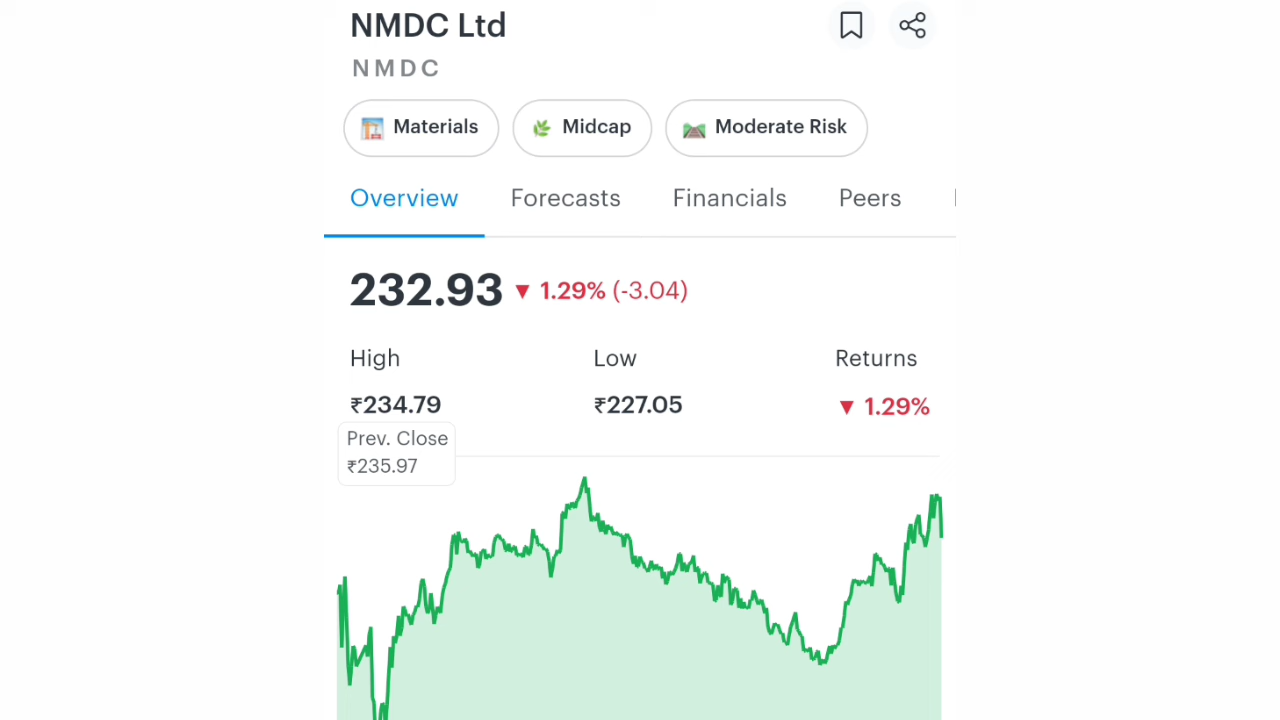 NMDC Ltd
NMDC
Materials Midcap Moderate Risk
Overview Forecasts Financials Peers
232.93 ▼ 1.29% (-3.04)
High Low Returns
₹234.79 ₹227.05 ▼ 1.29%
Prev. Close
₹235.97